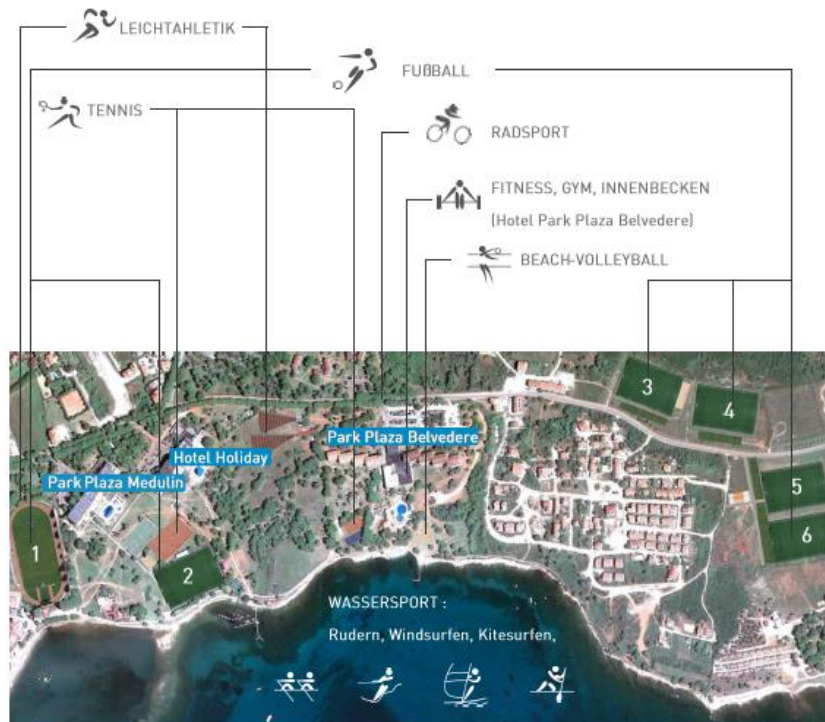 LEICHTAHLETIK
FUßBALL
TENNIS
RADSPORT
FITNESS, GYM, INNENBECKEN
(Hotel Park Plaza Belvedere)
BEACH-VOLLEYBALL
3
4
Park Plaza Belvedere
Hotel Holiday
Park Plaza Medulin
5
6
1
2
WASSERSPORT :
Rudern, Windsurfen, Kitesurfen,